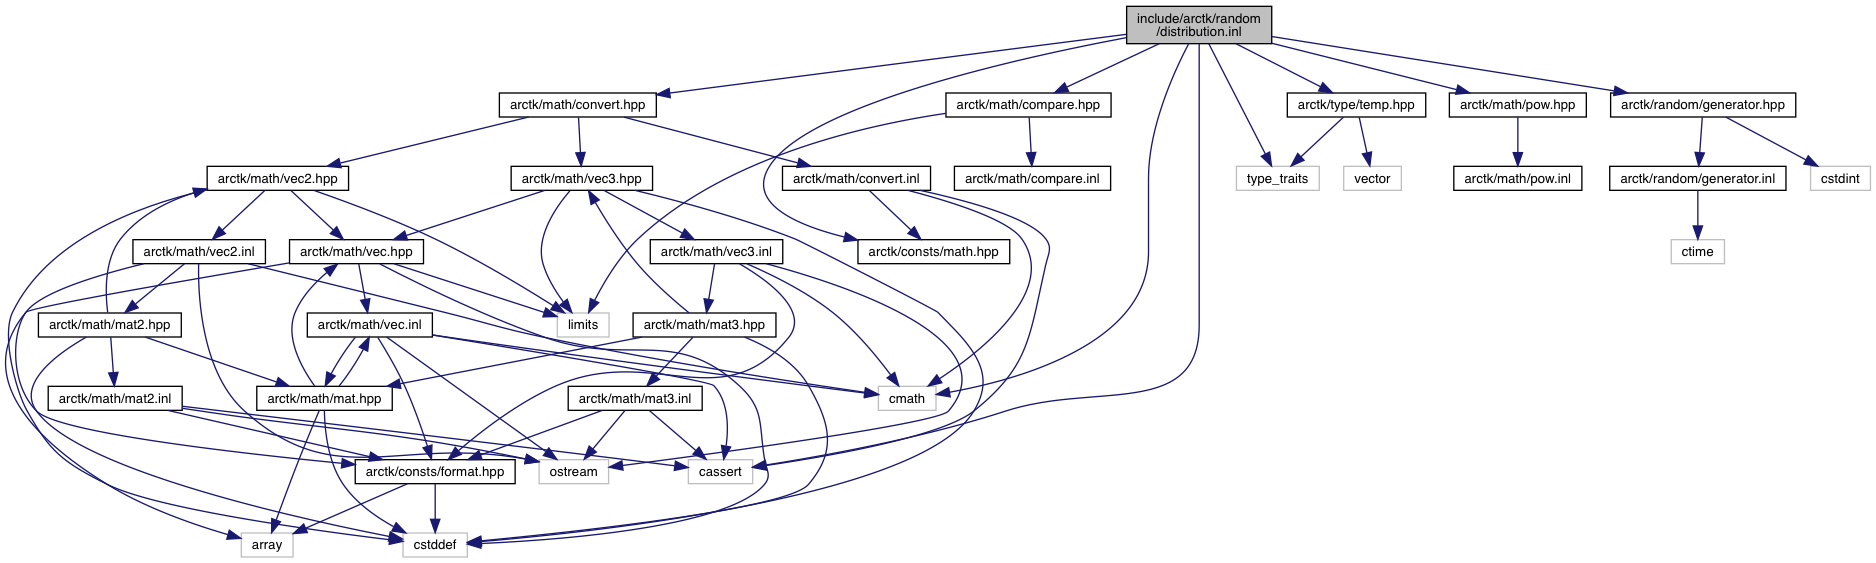 include/arctk/random
/distribution.inl
arctk/math/convert.hpp
arctk/math/compare.hpp
arctk/type/temp.hpp
arctk/math/pow.hpp
arctk/random/generator.hpp
arctk/math/vec2.hpp
arctk/math/vec3.hpp
arctk/math/convert.inl
arctk/math/compare.inl
type_traits
vector
arctk/math/pow.inl
arctk/random/generator.inl
cstdint
arctk/math/vec2.inl
arctk/math/vec.hpp
arctk/math/vec3.inl
arctk/consts/math.hpp
ctime
arctk/math/mat2.hpp
arctk/math/vec.inl
limits
arctk/math/mat3.hpp
arctk/math/mat2.inl
arctk/math/mat.hpp
arctk/math/mat3.inl
cmath
arctk/consts/format.hpp
ostream
cassert
array
cstddef